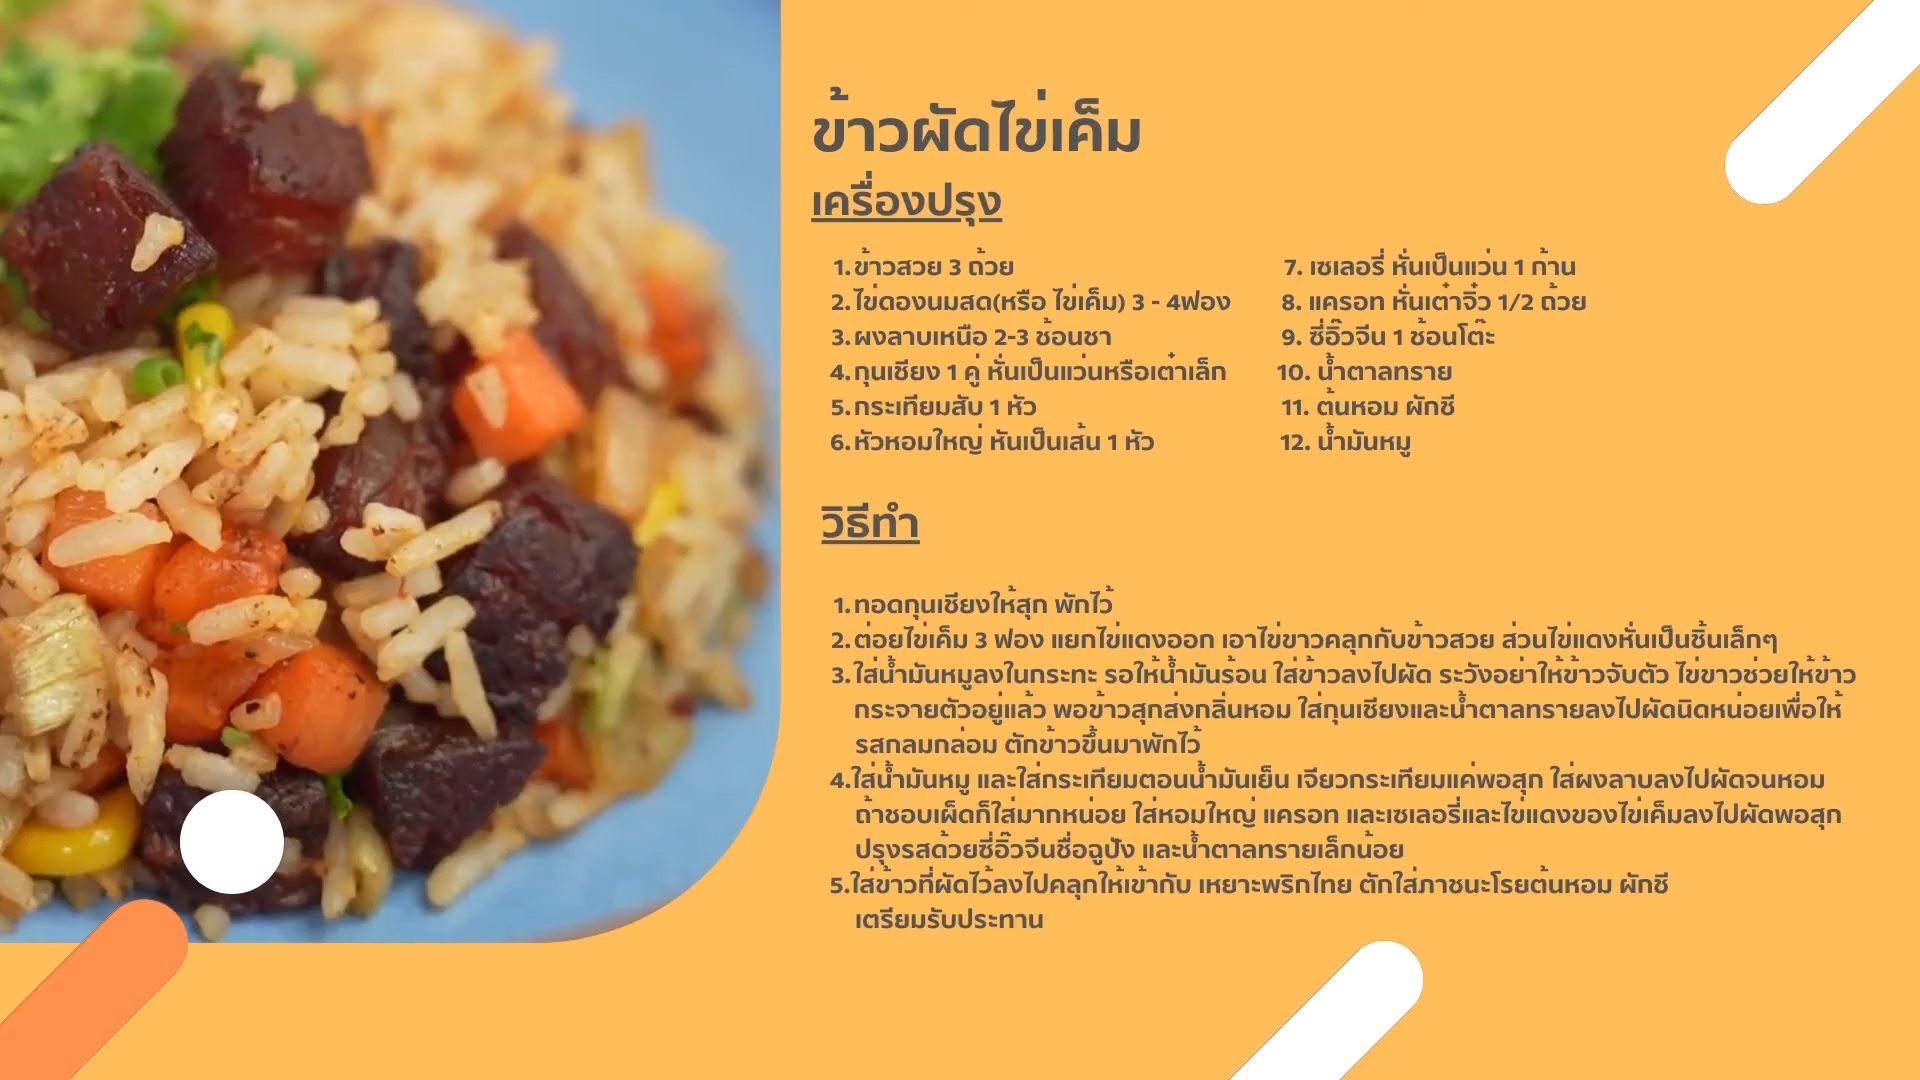 ข้าวผัดไข่เค็ม
เครื่องปรุง
1. ข้าวสวย 3 ถ้วย
2. ไข่ดองนมสด(หรือ ไข่เค็ม) 3 - 4ฟอง
3. ผงลาบเหนือ 2-3 ช้อนชา
4. กุนเชียง 1 คู่ หั่นเป็นแว่นหรือเต๋าเล็ก
5. กระเทียมสับ 1 หัว
6. หัวหอมใหญ่ หันเป็นเส้น 1 หัว
7. เซเลอรี่ หั่นเป็นแว่น 1 ก้าน
8. แครอท หั่นเต๋าจิ๋ว 1/2 ถ้วย
9. ซี่อิ๊วจีน 1 ช้อนโต๊ะ
10. น้ำตาลทราย
11. ต้นหอม ผักชี
12. น้ำมันหมู
วิธีทำ
1. ทอดกุนเชียงให้สุก พักไว้
2. ต่อยไข่เค็ม 3 ฟอง แยกไข่แดงออก เอาไข่ขาวคลุกกับข้าวสวย ส่วนไข่แดงหั่นเป็นชิ้นเล็กๆ
3. ใส่น้ำมันหมูลงในกระทะ รอให้น้ำมันร้อน ใส่ข้าวลงไปผัด ระวังอย่าให้ข้าวจับตัว ไข่ขาวช่วยให้ข้าว
กระจายตัวอยู่แล้ว พอข้าวสุกส่งกลิ่นหอม ใส่กุนเชียงและน้ำตาลทรายลงไปผัดนิดหน่อยเพื่อให้
รสกลมกล่อม ตักข้าวขึ้นมาพักไว้
4. ใส่น้ำมันหมู และใส่กระเทียมตอนน้ำมันเย็น เจียวกระเทียมแค่พอสุก ใส่ผงลาบลงไปผัดจนหอม
ถ้าชอบเผ็ดก็ใส่มากหน่อย ใส่หอมใหญ่ แครอท และเซเลอรี่และไข่แดงของไข่เค็มลงไปผัดพอสุก
ปรุงรสด้วยซี่อิ๊วจีนชื่อฉูปัง และน้ำตาลทรายเล็กน้อย
5. ใส่ข้าวที่ผัดไว้ลงไปคลุกให้เข้ากับ เหยาะพริกไทย ตักใส่ภาชนะโรยต้นหอม ผักชี
เตรียมรับประทาน